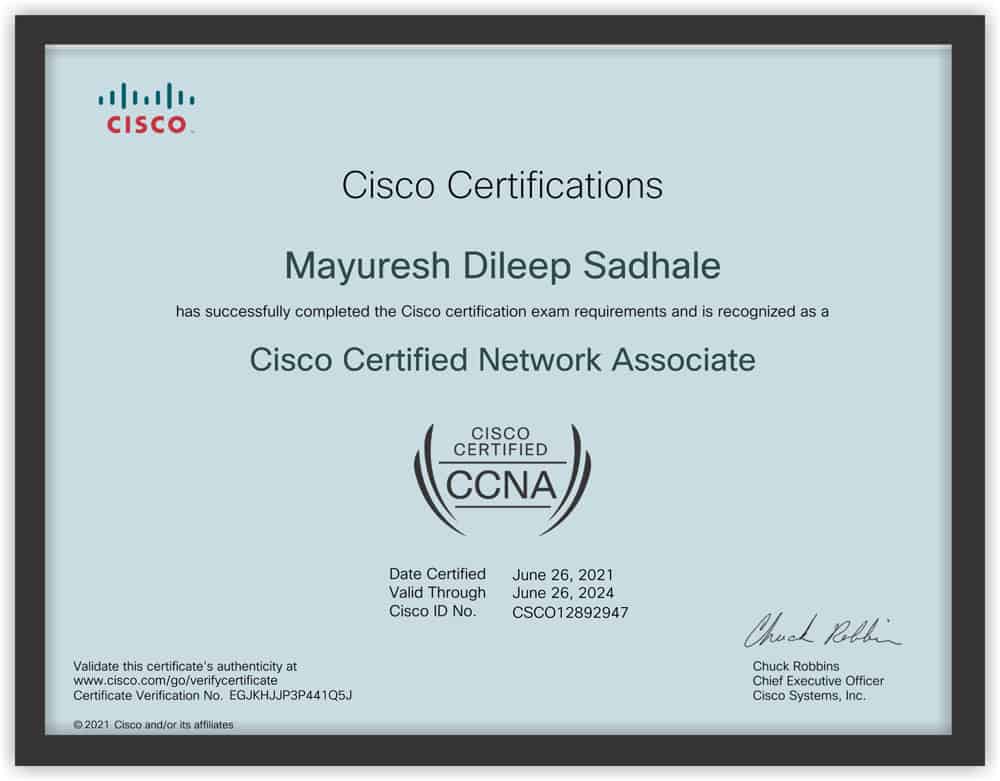 CISCO
Cisco Certifications
Mayuresh Dileep Sadhale
has successfully completed the Cisco certification exam requirements and is recognized as a
Cisco Certified Network Associate
CISCO
CERTIFIED
CCNA
Date Certified June 26, 2021
Valid Through June 26, 2024
Cisco ID No. CSCO12892947
Chuck Robbins
Validate this certificate's authenticity at
www.cisco.com/go/verifycertificate
Certificate Verification No. EGJKHJJP3P441Q5J
Chuck Robbins
Chief Executive Officer
Cisco Systems, Inc.
© 2021 Cisco and/or its affiliates